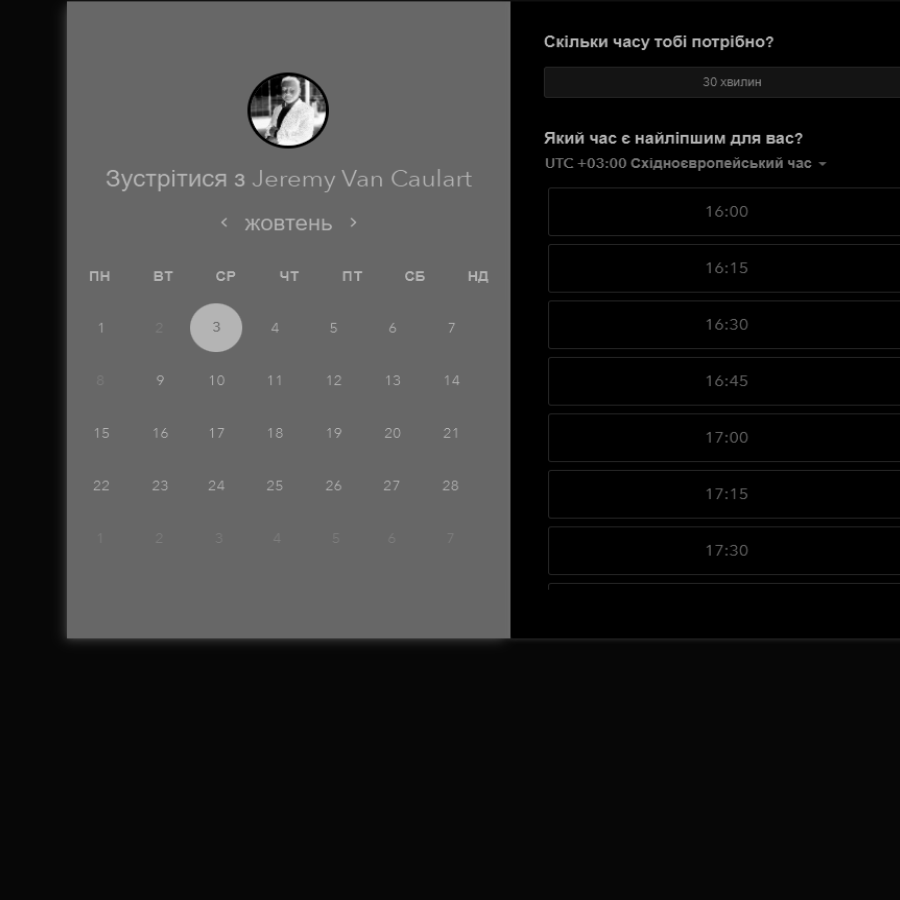 Зустрітися з Jeremy Van Caulart
жовтень
ПН ВТ СР ЧТ ПТ СБ НД
1 2 3 4 5 6 7
8 9 10 11 12 13 14
15 16 17 18 19 20 21
22 23 24 25 26 27 28
1 2 3 4 5 6 7
Скільки часу тобі потрібно?
30 хвилин
Який час є найліпшим для вас?
UTC +03:00 Східноєвропейський час
16:00
16:15
16:30
16:45
17:00
17:15
17:30